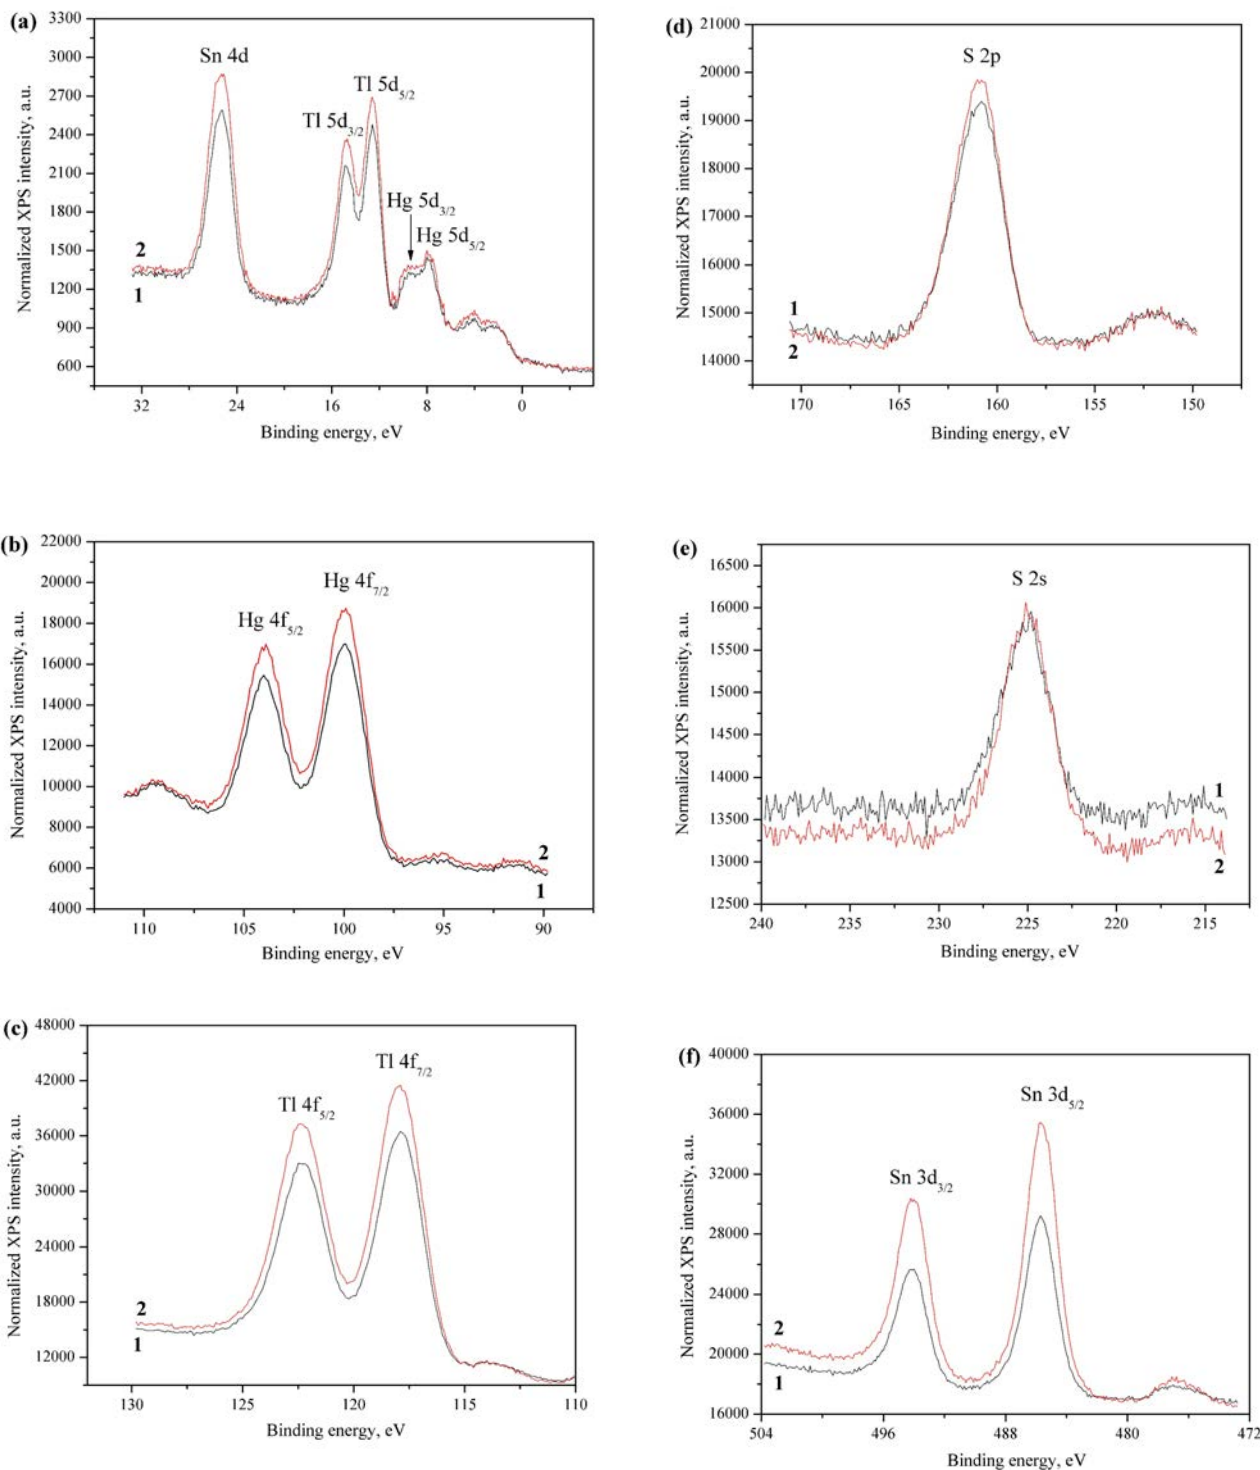 (a)
3300
3000
2700
2400
2100
1800
1500
1200
900
600
Normalized XPS intensity, a.u.
Sn 4d
Tl 5d3/2
Tl 5d5/2
Hg 5d3/2
Hg 5d5/2
2
1
32 24 16 8 0
Binding energy, eV
(d)
21000
20000
19000
18000
17000
16000
15000
14000
Normalized XPS intensity, a.u.
S 2p
1
2
170 165 160 155 150
Binding energy, eV
(b)
22000
20000
18000
16000
14000
12000
10000
8000
6000
4000
Normalized XPS intensity, a.u.
Hg 4f5/2
Hg 4f7/2
2
1
110 105 100 95 90
Binding energy, eV
(e)
16500
16000
15500
15000
14500
14000
13500
13000
12500
Normalized XPS intensity, a.u.
S 2s
1
2
240 235 230 225 220 215
Binding energy, eV
(c)
48000
42000
36000
30000
24000
18000
12000
Normalized XPS intensity, a.u.
Tl 4f5/2
Tl 4f7/2
2
1
130 125 120 115 110
Binding energy, eV
(f)
40000
36000
32000
28000
24000
20000
16000
Normalized XPS intensity, a.u.
Sn 3d3/2
Sn 3d5/2
2
1
504 496 488 480 472
Binding energy, eV